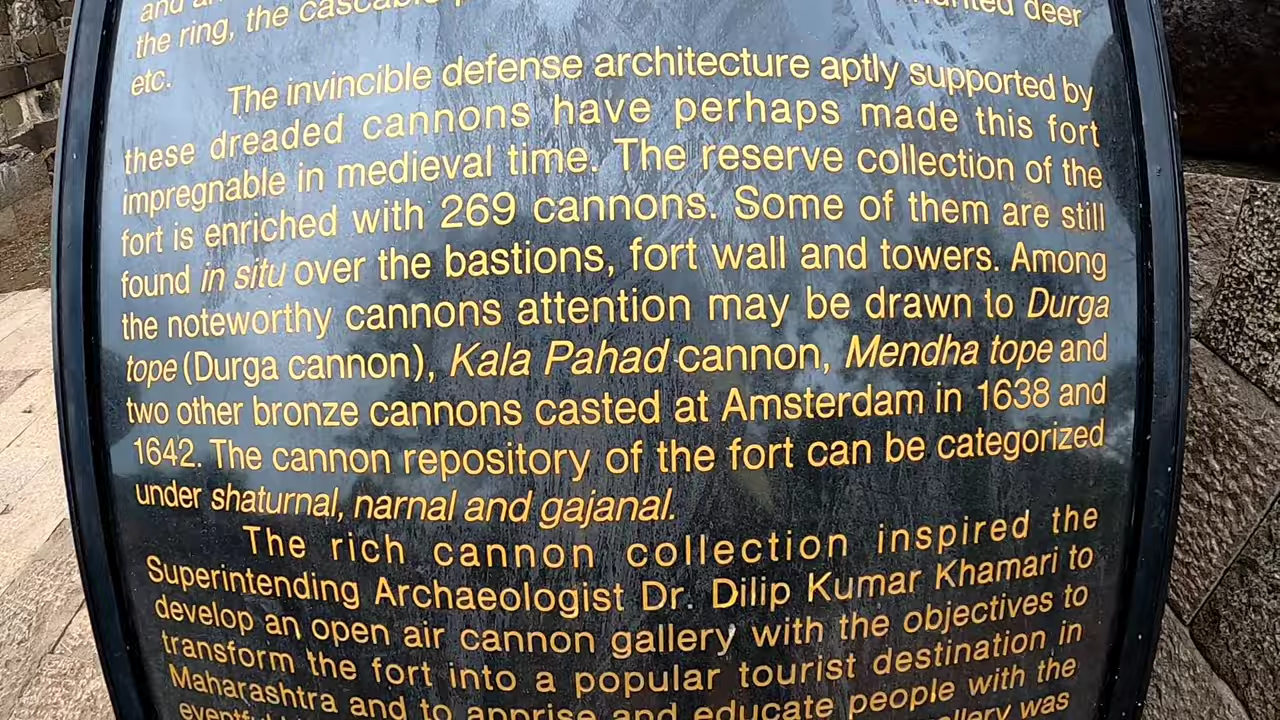 the ring, the deer
etc.
The invincible defense architecture aptly supported by
these dreaded cannons have perhaps made this fort
impregnable in medieval time. The reserve collection of the
fort is enriched with 269 cannons. Some of them are still
found in situ over the bastions, fort wall and towers. Among
the noteworthy cannons attention may be drawn to Durga
tope (Durga cannon), Kala Pahad cannon, Mendha tope and
two other bronze cannons casted at Amsterdam in 1638 and
1642. The cannon repository of the fort can be categorized
under shaturnal, narnal and gajanal.
The rich cannon collection inspired the
Superintending Archaeologist Dr. Dilip Kumar Khamari to
develop an open air cannon gallery with the objectives to
transform the fort into a popular tourist destination in
Maharashtra and to apprise and educate people with the
was